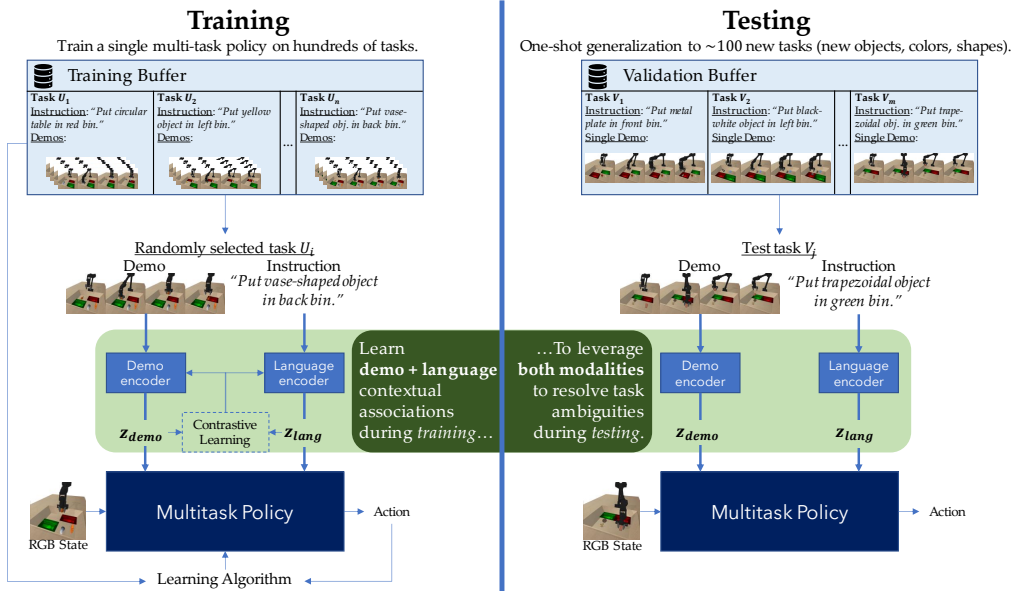 Training
Train a single multi-task policy on hundreds of tasks.
Training Buffer
Task U₁
Instruction: “Put circular
table in red bin.”
Demos:
Task U₂
Instruction: “Put yellow
object in left bin.”
Demos:
...
Task Uₙ
Instruction: “Put vase-
shaped obj. in back bin.”
Demos:
Randomly selected task Uᵢ
Demo
Instruction
“Put vase-shaped object
in back bin.”
Demo
encoder
Language
encoder
Contrastive
Learning
z_demo
z_lang
Learn
demo + language
contextual
associations
during training…
Multitask Policy
RGB State
Action
Learning Algorithm
Testing
One-shot generalization to ~100 new tasks (new objects, colors, shapes).
Validation Buffer
Task V₁
Instruction: “Put metal
plate in front bin.”
Single Demo:
Task V₂
Instruction: “Put black-
white object in left bin.”
Single Demo:
...
Task Vₘ
Instruction: “Put trape-
zoidal obj. in green bin.”
Single Demo:
Test task Vⱼ
Demo
Instruction
“Put trapezoidal object
in green bin.”
…To leverage
both modalities
to resolve task
ambiguities
during testing.
Demo
encoder
Language
encoder
z_demo
z_lang
Multitask Policy
RGB State
Action